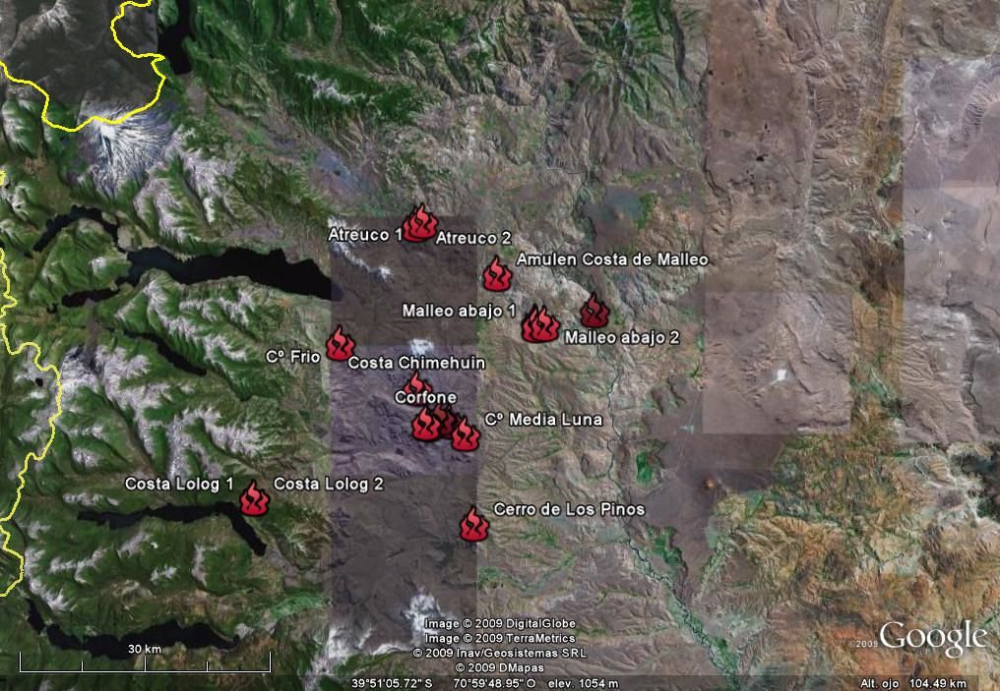 Atreuco 1
Atreuco 2
Amulen Costa de Malleo
Malleo abajo 1
Malleo abajo 2
Cº Frio
Costa Chimehuin
Corfone
Cº Media Luna
Costa Lolog 1
Costa Lolog 2
Cerro de Los Pinos
Image © 2009 DigitalGlobe
Image © 2009 TerraMetrics
© 2009 Inav/Geosistemas SRL
© 2009 DMapas
©2009 Google
30 km
39°51'05.72" S 70°59'48.95" O elev. 1054 m Alt. ojo 104.49 km